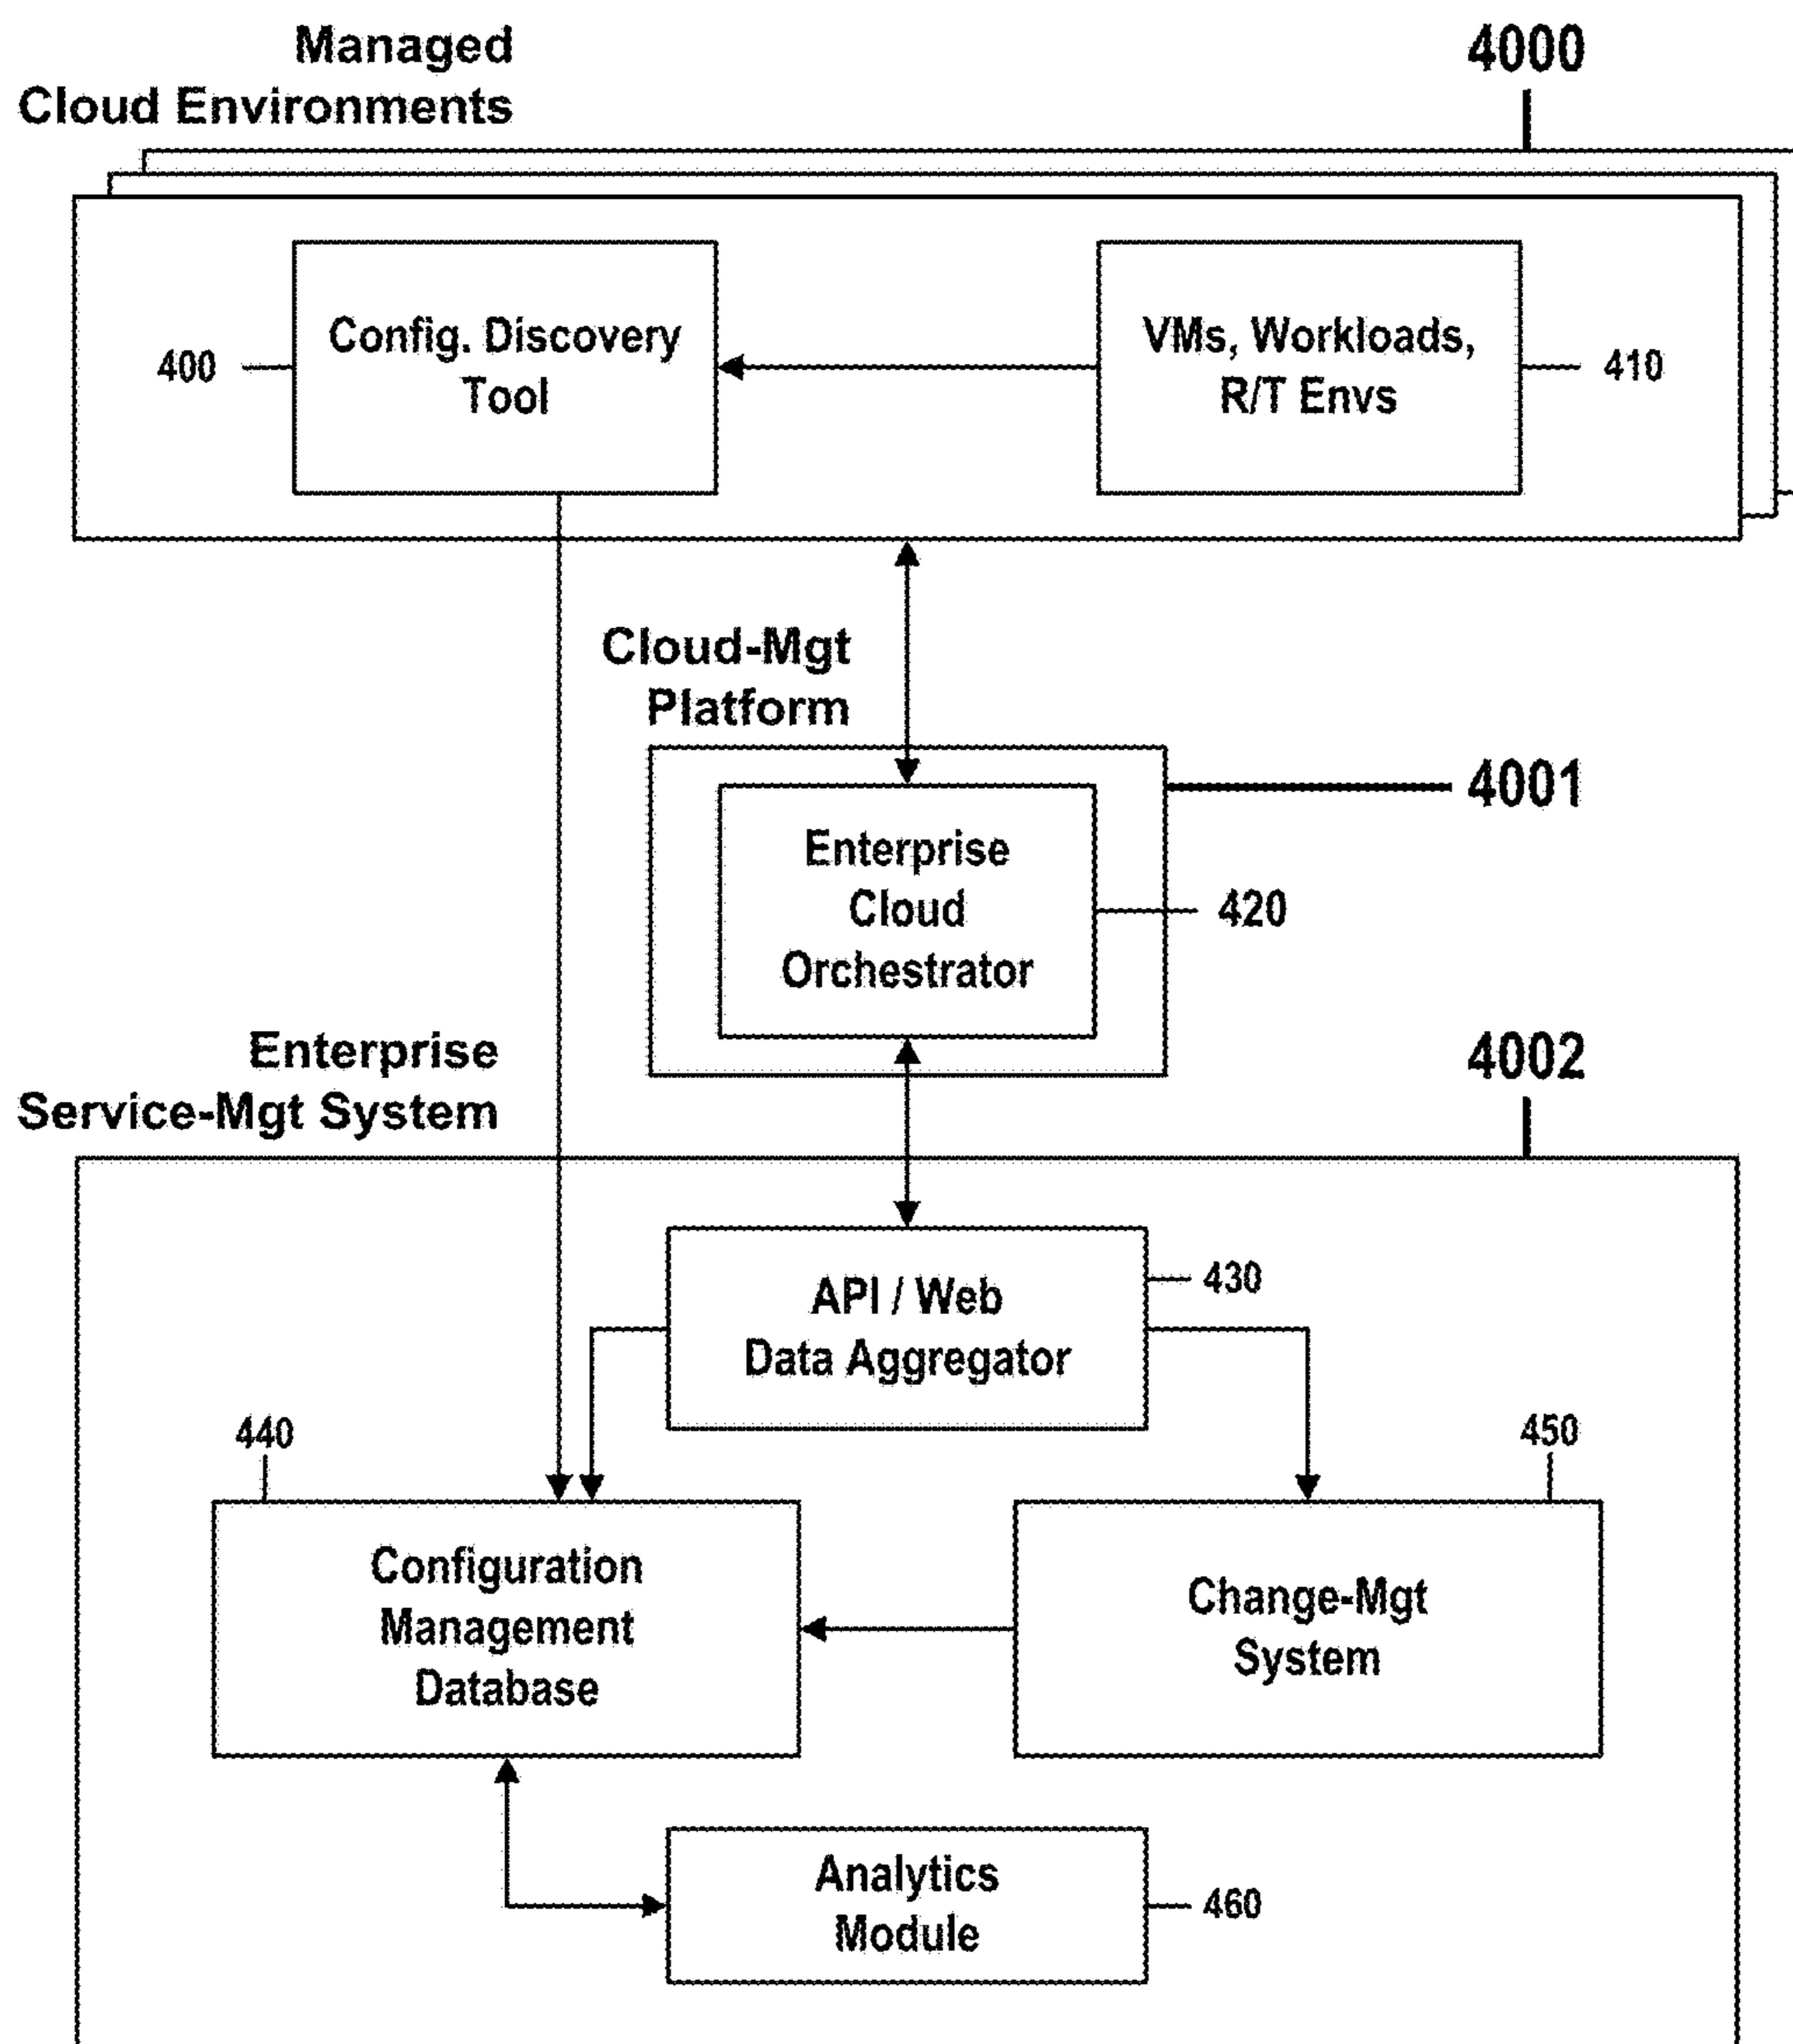 Managed
Cloud Environments
4000
Config. Discovery
Tool
400
VMs, Workloads,
R/T Envs
410
Cloud-Mgt
Platform
4001
Enterprise
Cloud
Orchestrator
420
Enterprise
Service-Mgt System
4002
API / Web
Data Aggregator
430
440
Configuration
Management
Database
450
Change-Mgt
System
Analytics
Module
460